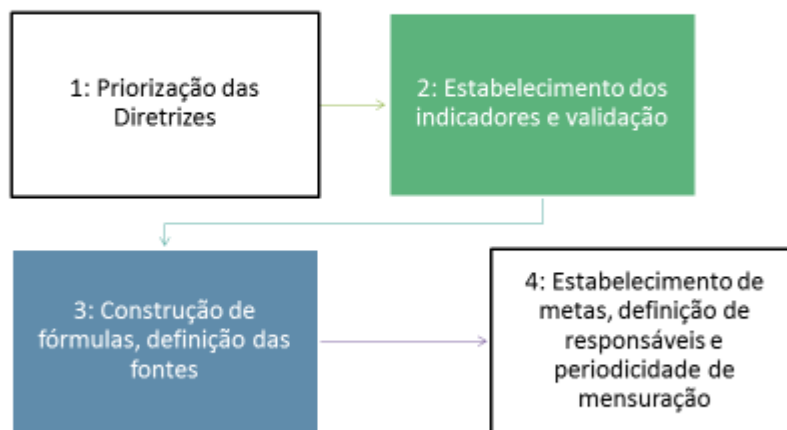 1: Priorização das
Diretrizes
2: Estabelecimento dos
indicadores e validação
3: Construção de
fórmulas, definição das
fontes
4: Estabelecimento de
metas, definição de
responsáveis e
periodicidade de
mensuração